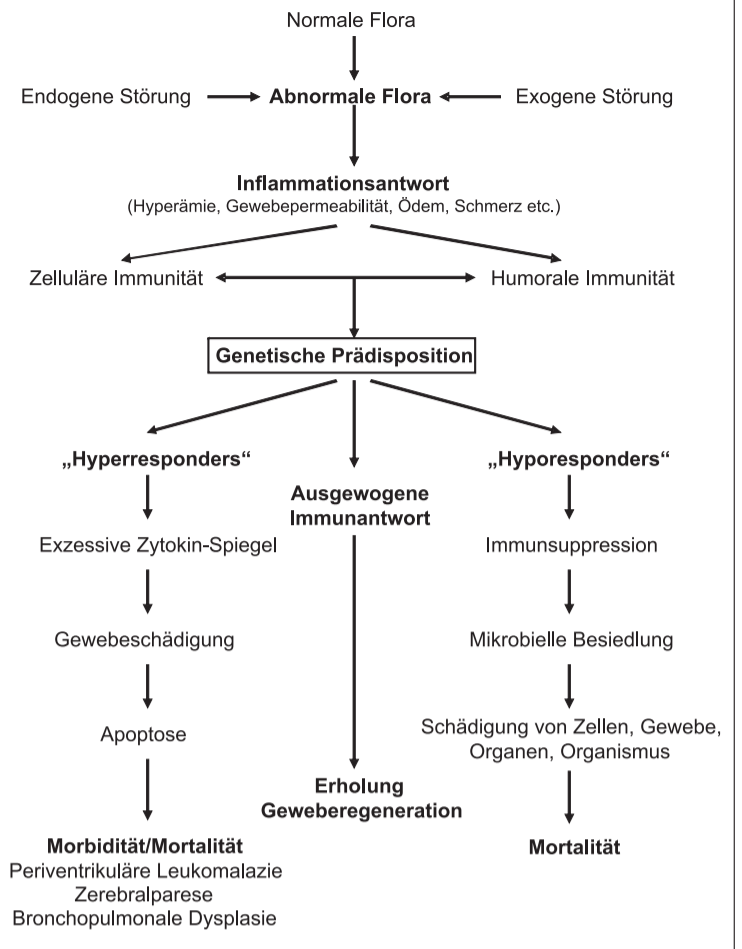 Normale Flora
Endogene Störung
Abnormale Flora
Exogene Störung
Inflammationsantwort
(Hyperämie, Gewebepermeabilität, Ödem, Schmerz etc.)
Zelluläre Immunität
Humorale Immunität
Genetische Prädisposition
„Hyperresponders“
„Hyporesponders“
Ausgewogene
Immunantwort
Exzessive Zytokin-Spiegel
Immunsuppression
Gewebeschädigung
Mikrobielle Besiedlung
Apoptose
Schädigung von Zellen, Gewebe,
Organen, Organismus
Erholung
Geweberegeneration
Morbidität/Mortalität
Periventrikuläre Leukomalazie
Zerebralparese
Bronchopulmonale Dysplasie
Mortalität